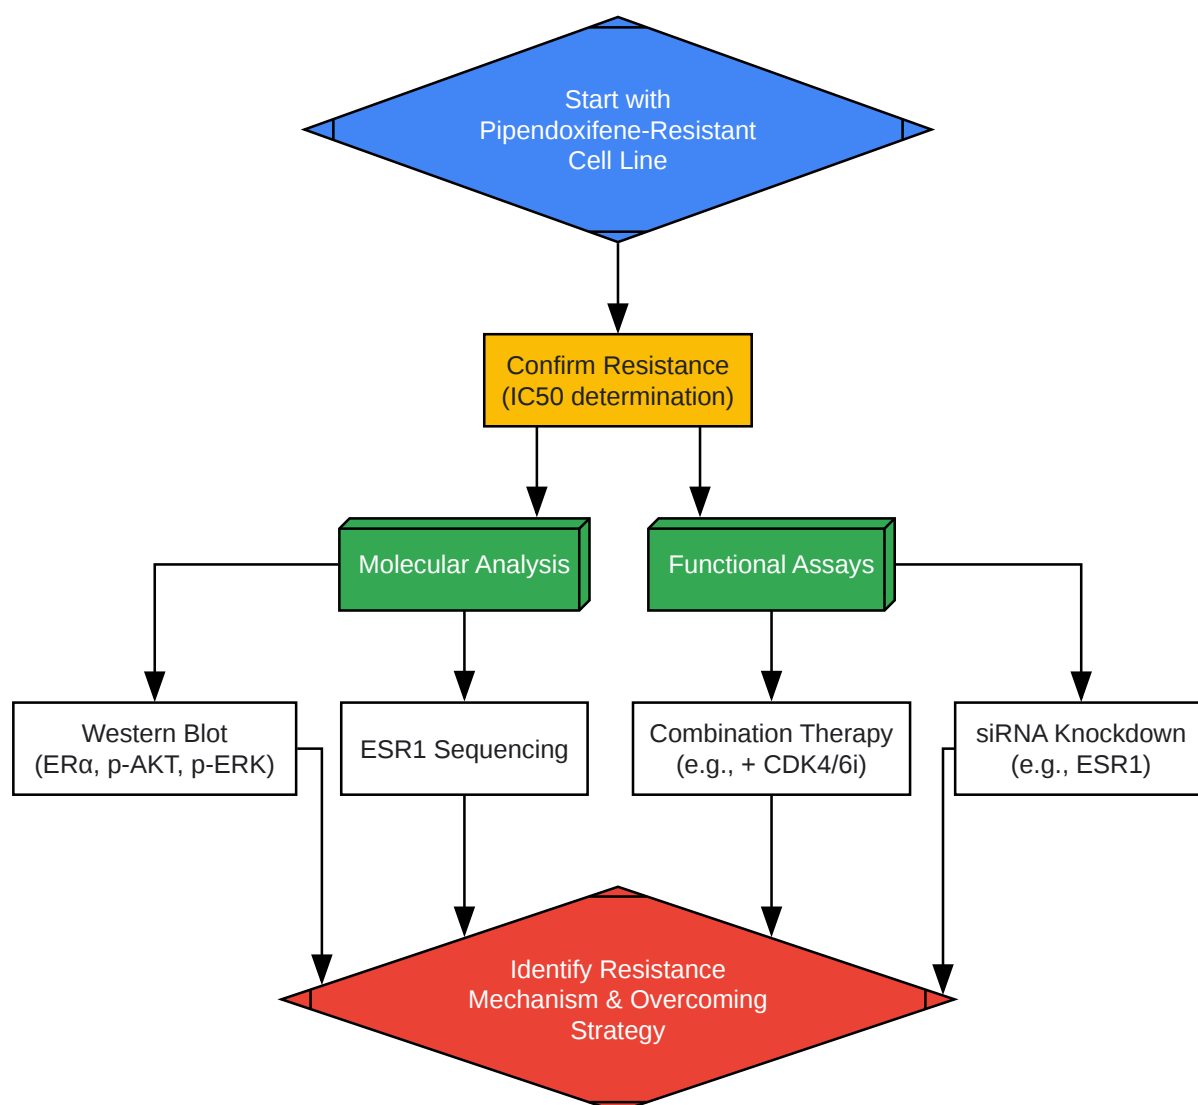 Start with
Pipendoxifene-Resistant
Cell Line
Confirm Resistance
(IC50 determination)
Molecular Analysis
Functional Assays
Western Blot
(ERα, p-AKT, p-ERK)
ESR1 Sequencing
Combination Therapy
(e.g., + CDK4/6i)
siRNA Knockdown
(e.g., ESR1)
Identify Resistance
Mechanism & Overcoming
Strategy